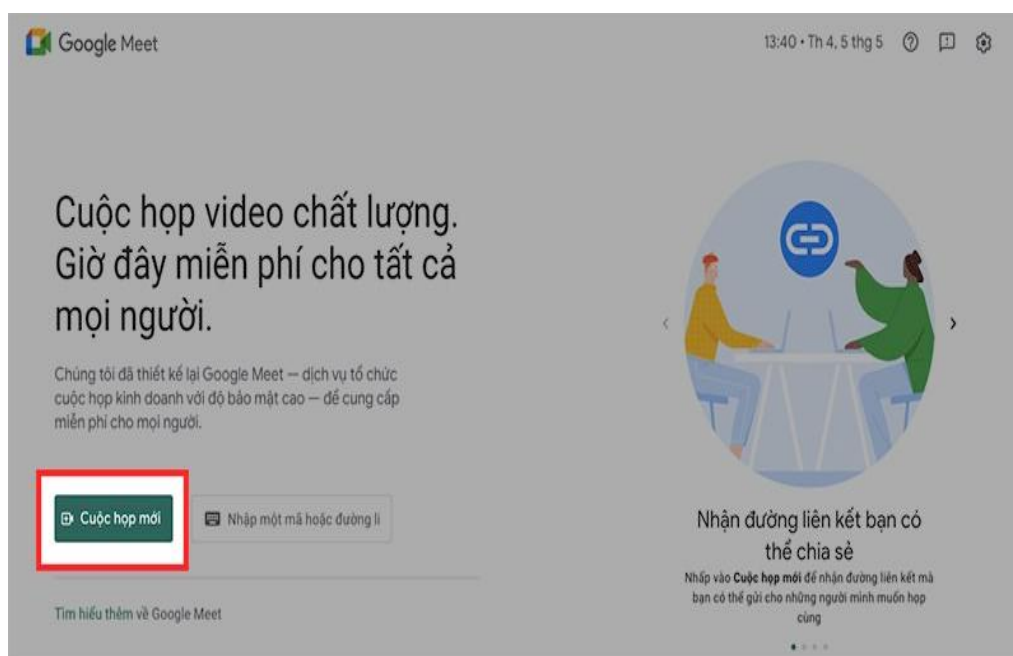 Google Meet
13:40 • Th 4, 5 thg 5
Cuộc họp video chất lượng.
Giờ đây miễn phí cho tất cả
mọi người.
Chúng tôi đã thiết kế lại Google Meet — dịch vụ tổ chức
cuộc họp kinh doanh với độ bảo mật cao — để cung cấp
miễn phí cho mọi người.
Cuộc họp mới
Nhập một mã hoặc đường li
Tìm hiểu thêm về Google Meet
Nhận đường liên kết bạn có
thể chia sẻ
Nhấp vào Cuộc họp mới để nhận đường liên kết mà
bạn có thể gửi cho những người mình muốn họp
cùng